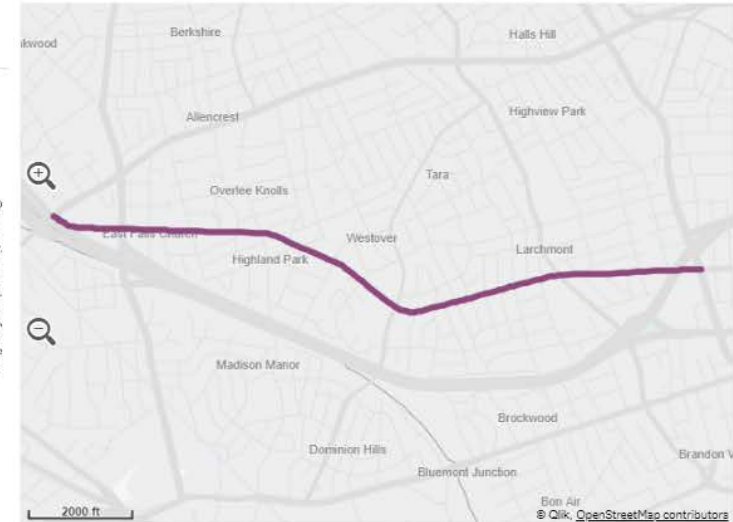 Berkshire
Halls Hill
kwood
Highview Park
Allencrest
Tara
Overlee Knolls
East Falls Church
Westover
Larchmont
Highland Park
Madison Manor
Brockwood
Dominion Hills
Brandon V
Bluemont Junction
Bon Air
2000 ft
© Qlik, OpenStreetMap contributors